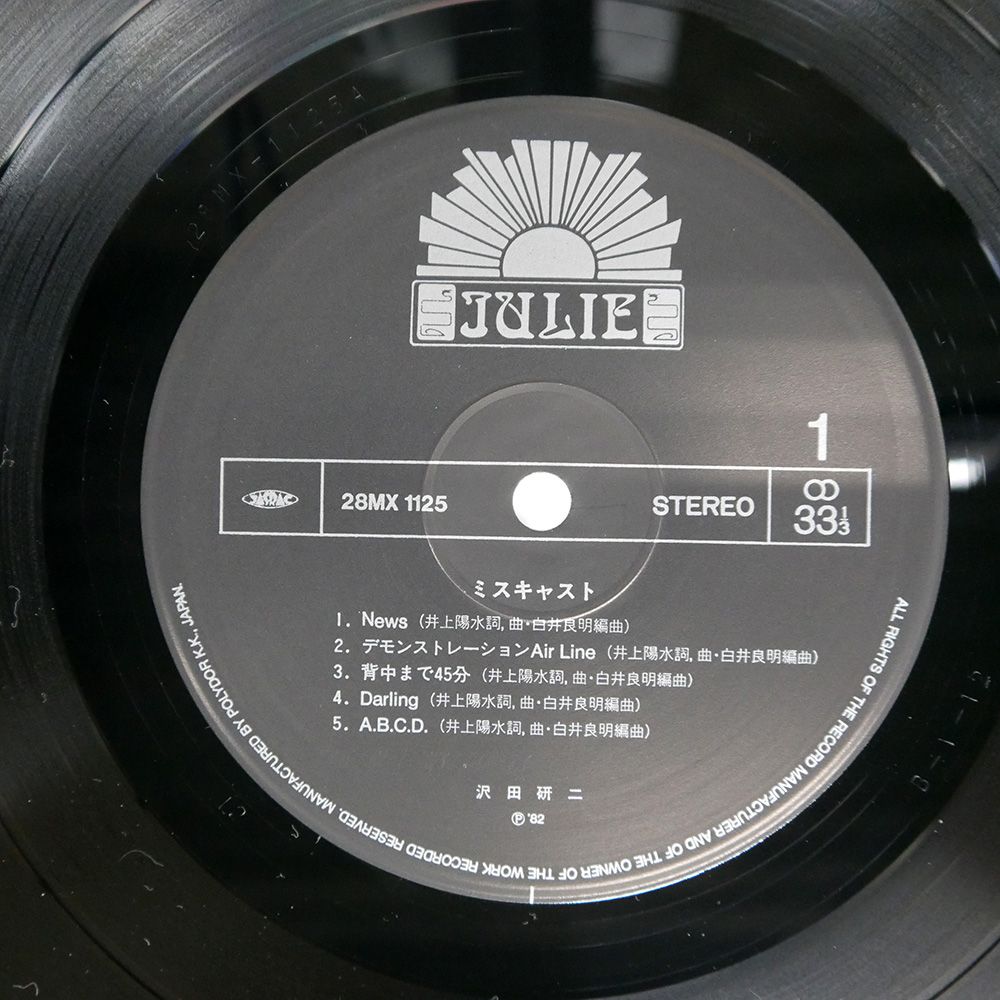 JULIE
1
JASRAC
28MX 1125
STEREO
33 1/3
ミスキャスト
1. News (井上陽水詞, 曲・白井良明編曲)
2. デモンストレーションAir Line (井上陽水詞, 曲・白井良明編曲)
3. 背中まで45分 (井上陽水詞, 曲・白井良明編曲)
4. Darling (井上陽水詞, 曲・白井良明編曲)
5. A.B.C.D. (井上陽水詞, 曲・白井良明編曲)
沢田研二
℗ '82
ALL RIGHTS OF THE RECORD MANUFACTURER AND OF THE OWNER OF THE WORK RECORDED RESERVED. MANUFACTURED BY POLYDOR K.K., JAPAN.